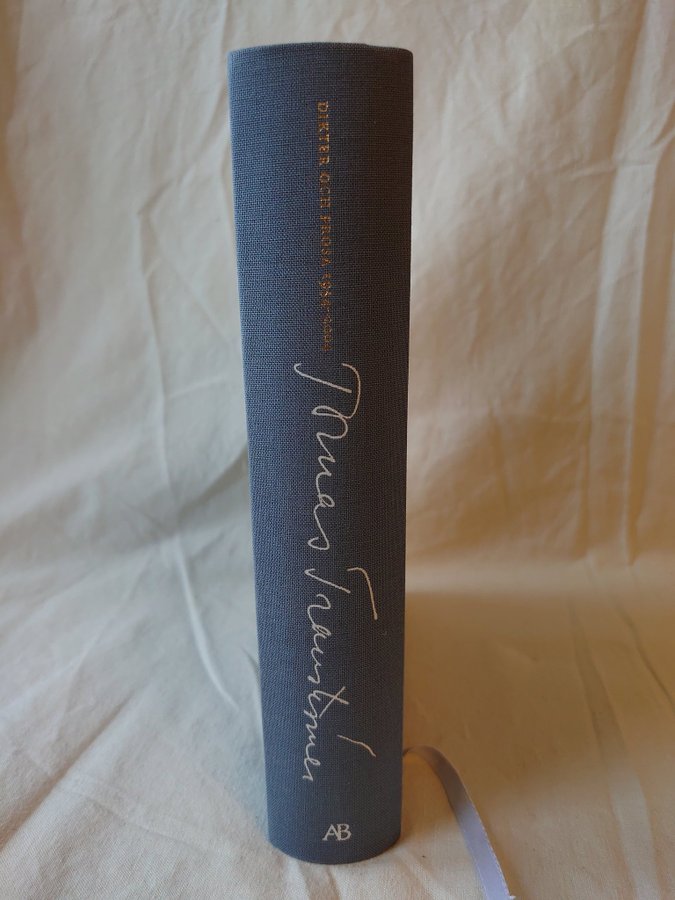 DIKTER OCH PROSA 1954–2004
Tomas Tranströmer
AB